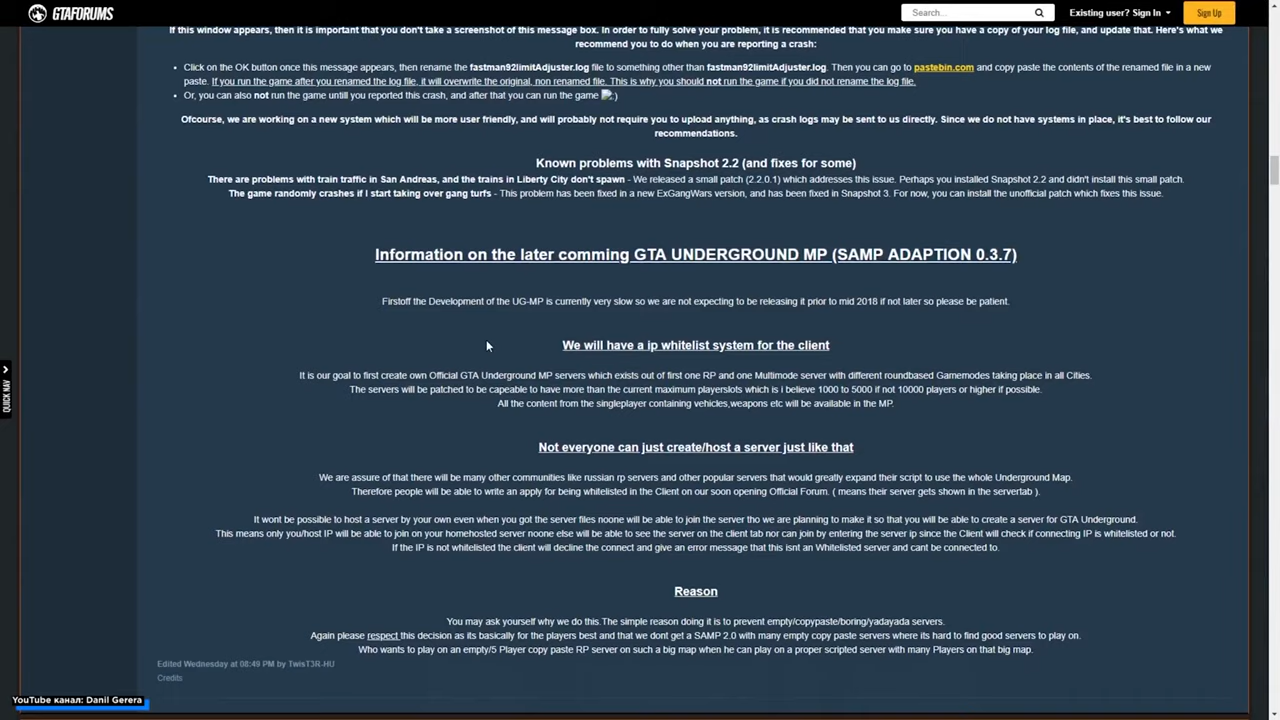 GTAFORUMS
Search...
Existing user? Sign In
Sign Up
If this window appears, then it is important that you don't take a screenshot of this message box. In order to fully solve your problem, it is recommended that you make sure you have a copy of your log file, and update that. Here's what we
recommend you to do when you are reporting a crash:
Click on the OK button once this message appears, then rename the fastman92limitAdjuster.log file to something other than fastman92limitAdjuster.log. Then you can go to pastebin.com and copy paste the contents of the renamed file in a new
paste. If you run the game after you renamed the log file, it will overwrite the original, non renamed file. This is why you should not run the game if you did not rename the log file.
Or, you can also not run the game untill you reported this crash, and after that you can run the game :)
Ofcourse, we are working on a new system which will be more user friendly, and will probably not require you to upload anything, as crash logs may be sent to us directly. Since we do not have systems in place, it's best to follow our
recommendations.
Known problems with Snapshot 2.2 (and fixes for some)
There are problems with train traffic in San Andreas, and the trains in Liberty City don't spawn - We released a small patch (2.2.0.1) which addresses this issue. Perhaps you installed Snapshot 2.2 and didn't install this small patch.
The game randomly crashes if I start taking over gang turfs - This problem has been fixed in a new ExGangWars version, and has been fixed in Snapshot 3. For now, you can install the unofficial patch which fixes this issue.
Information on the later comming GTA UNDERGROUND MP (SAMP ADAPTION 0.3.7)
Firstoff the Development of the UG-MP is currently very slow so we are not expecting to be releasing it prior to mid 2018 if not later so please be patient.
We will have a ip whitelist system for the client
It is our goal to first create own Official GTA Underground MP servers which exists out of first one RP and one Multimode server with different roundbased Gamemodes taking place in all Cities.
The servers will be patched to be capeable to have more than the current maximum playerslots which is i believe 1000 to 5000 if not 10000 players or higher if possible.
All the content from the singleplayer containing vehicles,weapons etc will be available in the MP.
Not everyone can just create/host a server just like that
We are assure of that there will be many other communities like russian rp servers and other popular servers that would greatly expand their script to use the whole Underground Map.
Therefore people will be able to write an apply for being whitelisted in the Client on our soon opening Official Forum. ( means their server gets shown in the servertab ).
It wont be possible to host a server by your own even when you got the server files noone will be able to join the server tho we are planning to make it so that you will be able to create a server for GTA Underground.
This means only you/host IP will be able to join on your homehosted server noone else will be able to see the server on the client tab nor can join by entering the server ip since the Client will check if connecting IP is whitelisted or not.
If the IP is not whitelisted the client will decline the connect and give an error message that this isnt an Whitelisted server and cant be connected to.
Reason
You may ask yourself why we do this.The simple reason doing it is to prevent empty/copypaste/boring/yadayada servers.
Again please respect this decision as its basically for the players best and that we dont get a SAMP 2.0 with many empty copy paste servers where its hard to find good servers to play on.
Who wants to play on an empty/5 Player copy paste RP server on such a big map when he can play on a proper scripted server with many Players on that big map.
Edited Wednesday at 08:49 PM by TwisT3R-HU
Credits
QUICK NAV
YouTube канал: Danil Gerera